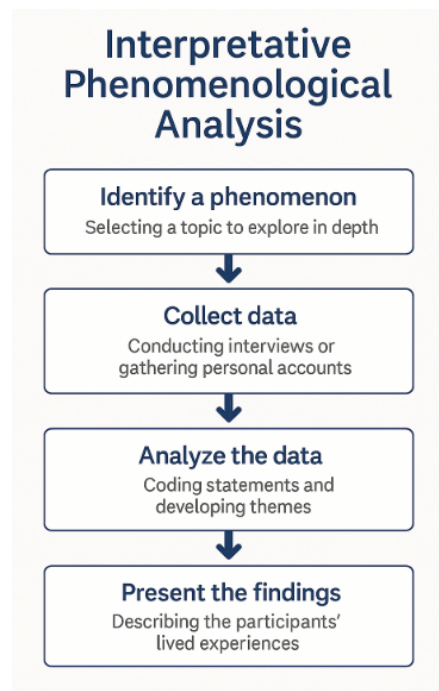 Interpretative
Phenomenological
Analysis
Identify a phenomenon
Selecting a topic to explore in depth
Collect data
Conducting interviews or
gathering personal accounts
Analyze the data
Coding statements and
developing themes
Present the findings
Describing the participants'
lived experiences